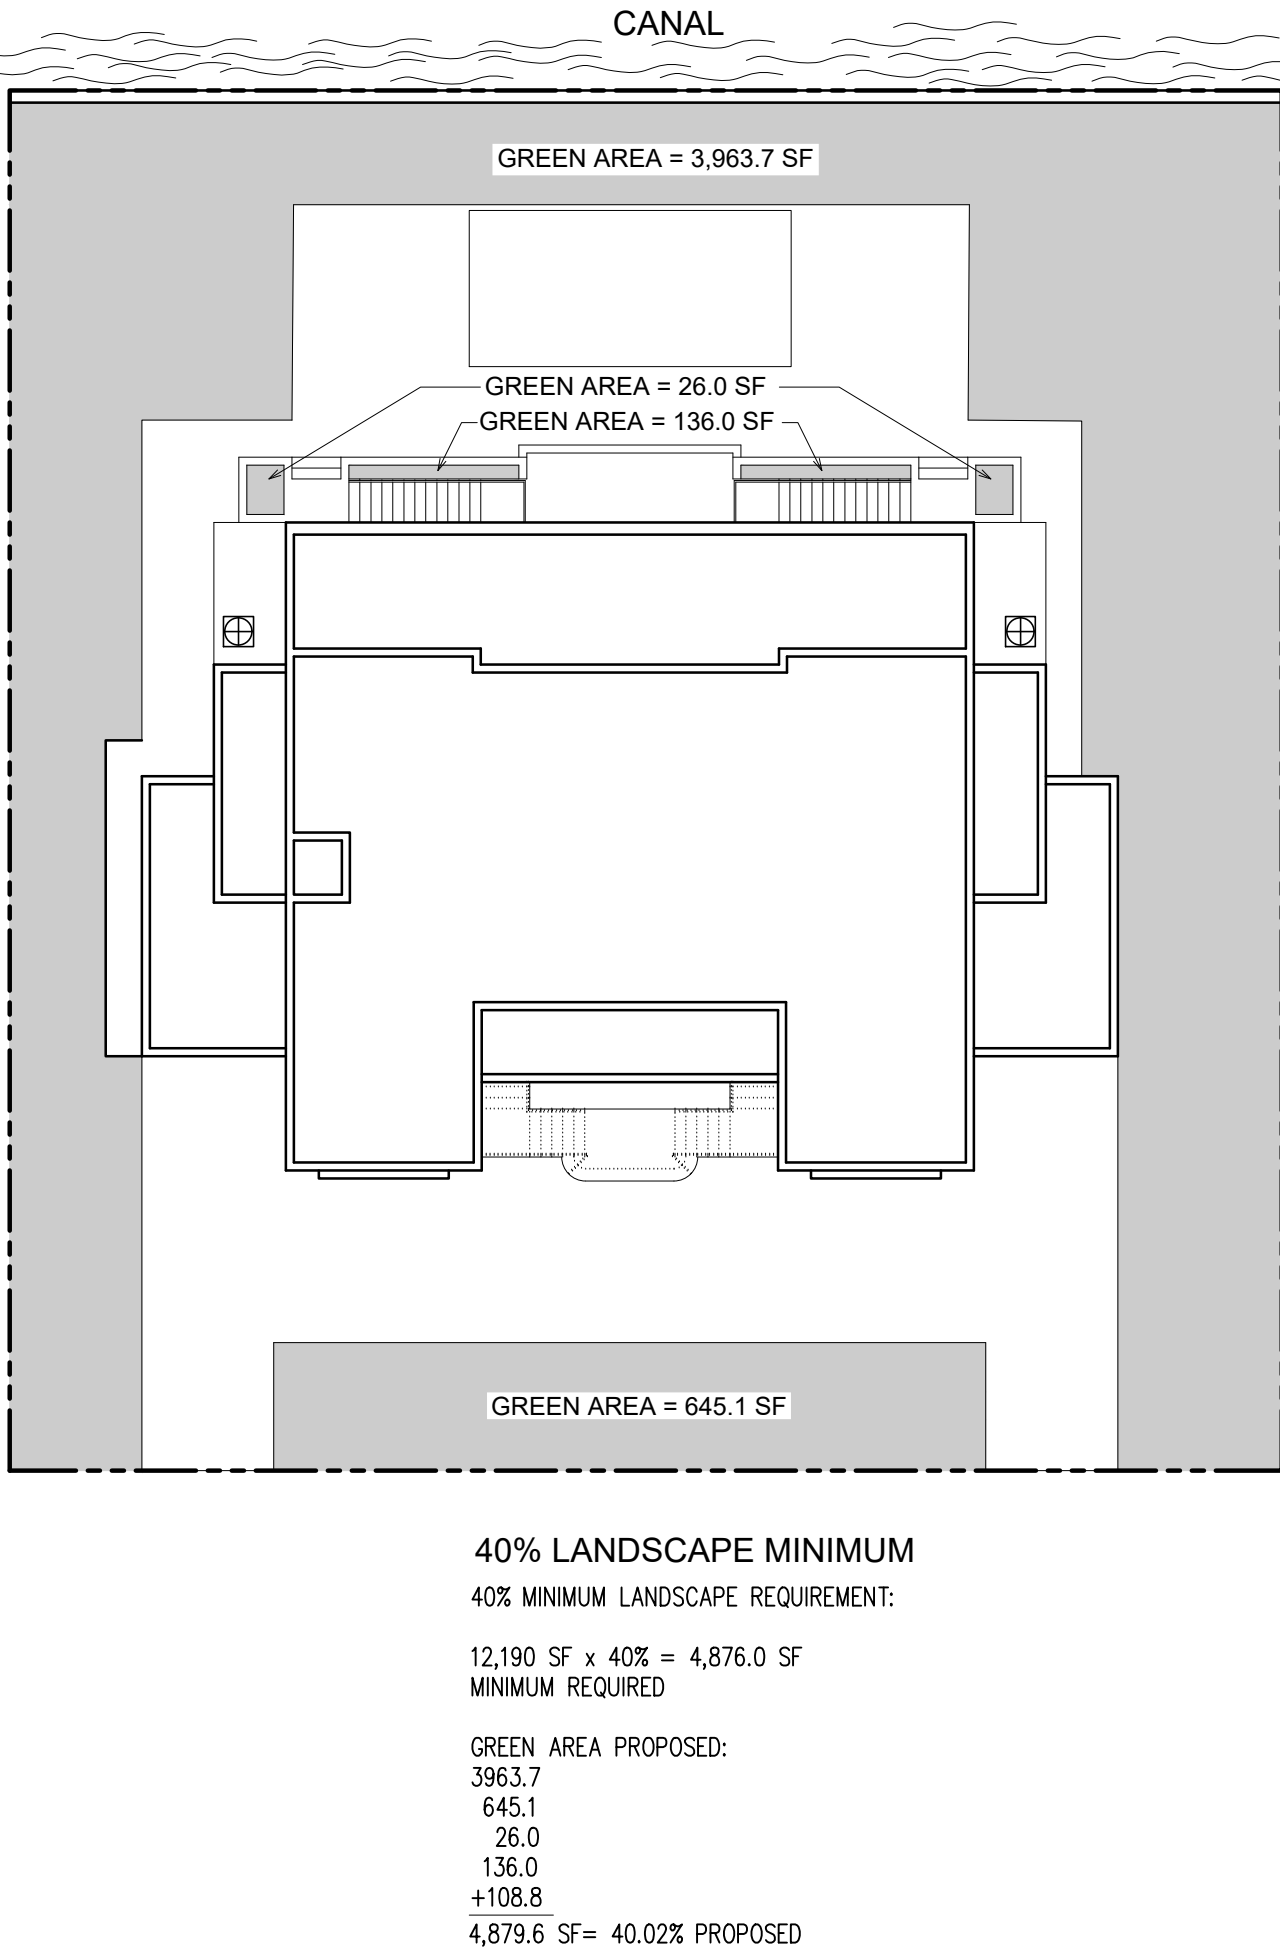 CANAL
GREEN AREA = 3,963.7 SF
GREEN AREA = 26.0 SF
GREEN AREA = 136.0 SF
GREEN AREA = 645.1 SF
40% LANDSCAPE MINIMUM
40% MINIMUM LANDSCAPE REQUIREMENT:
12,190 SF x 40% = 4,876.0 SF
MINIMUM REQUIRED
GREEN AREA PROPOSED:
3963.7
645.1
26.0
136.0
+108.8
4,879.6 SF= 40.02% PROPOSED